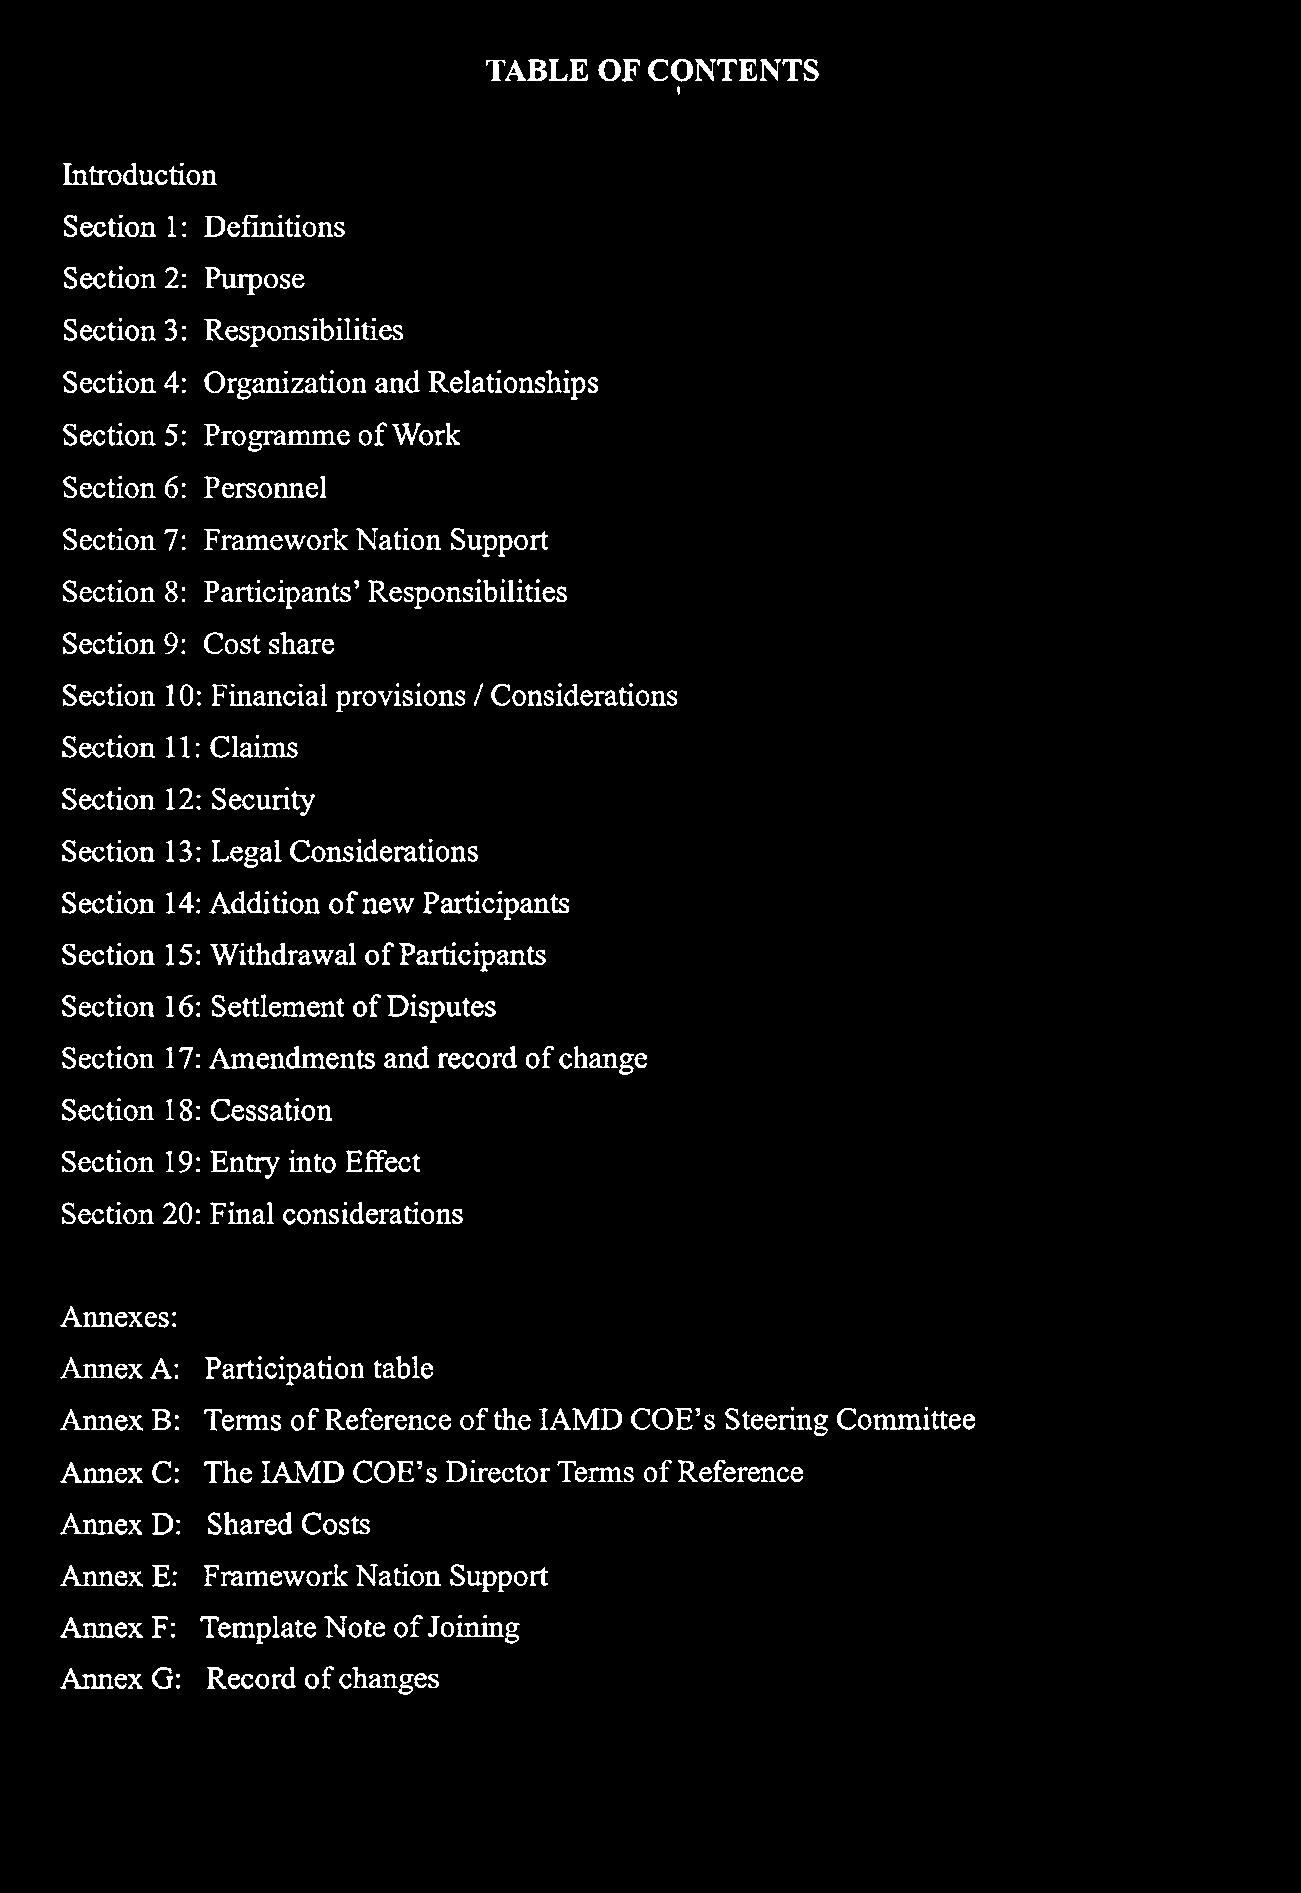 TABLE OF CONTENTS
Introduction
Section 1: Definitions
Section 2: Purpose
Section 3: Responsibilities
Section 4: Organization and Relationships
Section 5: Programme of Work
Section 6: Personnel
Section 7: Framework Nation Support
Section 8: Participants' Responsibilities
Section 9: Cost share
Section 10: Financial provisions / Considerations
Section 11: Claims
Section 12: Security
Section 13: Legal Considerations
Section 14: Addition of new Participants
Section 15: Withdrawal of Participants
Section 16: Settlement of Disputes
Section 17: Amendments and record of change
Section 18: Cessation
Section 19: Entry into Effect
Section 20: Final considerations
Annexes:
Annex A: Participation table
Annex B: Terms of Reference of the IAMD COE's Steering Committee
Annex C: The IAMD COE's Director Terms of Reference
Annex D: Shared Costs
Annex E: Framework Nation Support
Annex F: Template Note of Joining
Annex G: Record of changes